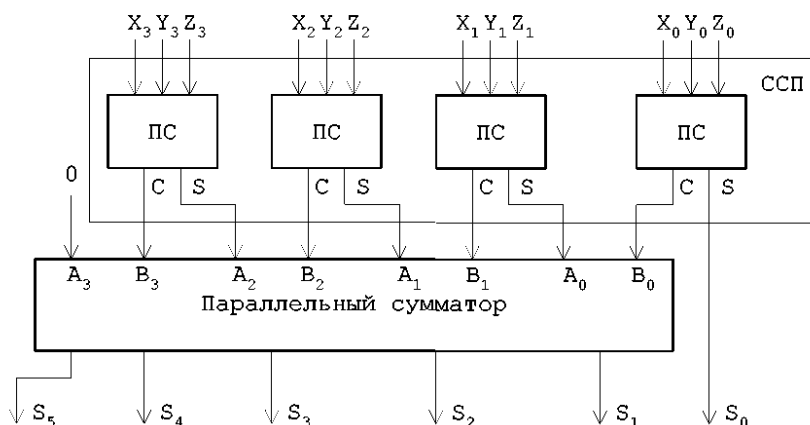 X₃ Y₃ Z₃ X₂ Y₂ Z₂ X₁ Y₁ Z₁ X₀ Y₀ Z₀
ССП
ПС ПС ПС ПС
0 C S C S C S C S
A₃ B₃ A₂ B₂ A₁ B₁ A₀ B₀
Параллельный сумматор
S₅ S₄ S₃ S₂ S₁ S₀